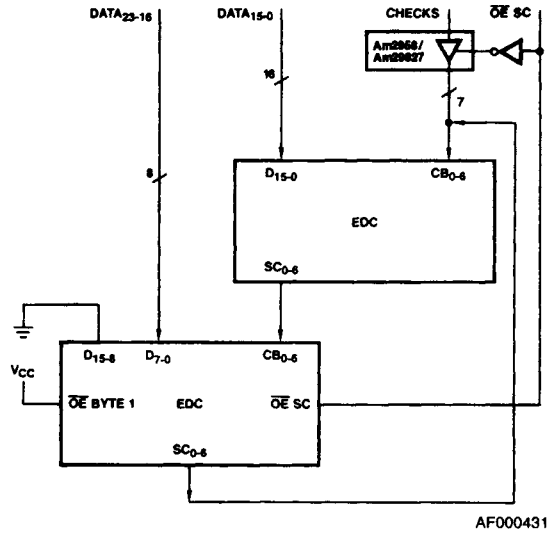 DATA23-16
DATA15-0
CHECKS
OE SC
Am2958/
Am29827
16
7
8
D15-0
CB0-6
EDC
SC0-6
D15-8
D7-0
CB0-6
VCC
OE BYTE 1
EDC
OE SC
SC0-6
AF000431